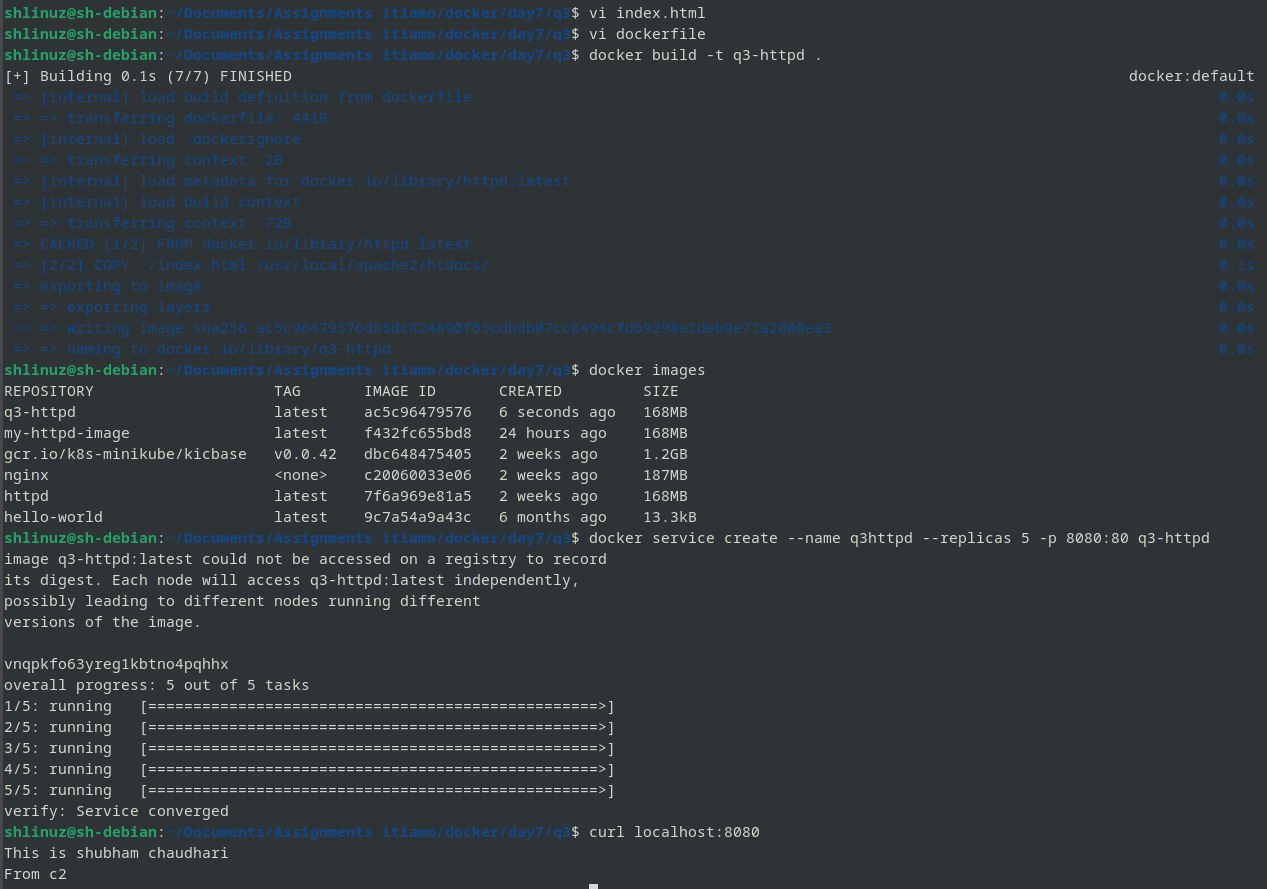 shlinuz@sh-debian:~/Documents/Assignments itiamo/docker/day7/q3$ vi index.html
shlinuz@sh-debian:~/Documents/Assignments itiamo/docker/day7/q3$ vi dockerfile
shlinuz@sh-debian:~/Documents/Assignments itiamo/docker/day7/q3$ docker build -t q3-httpd .
[+] Building 0.1s (7/7) FINISHED docker:default
=> [internal] load build definition from dockerfile 0.0s
=> => transferring dockerfile: 441B 0.0s
=> [internal] load .dockerignore 0.0s
=> => transferring context: 2B 0.0s
=> [internal] load metadata for docker.io/library/httpd:latest 0.0s
=> [internal] load build context 0.0s
=> => transferring context: 72B 0.0s
=> CACHED [1/2] FROM docker.io/library/httpd:latest 0.0s
=> [2/2] COPY ./index.html /usr/local/apache2/htdocs/ 0.1s
=> exporting to image 0.0s
=> => exporting layers 0.0s
=> => writing image sha256:ac5c96479576d85dc824890f65cdbdb07cc8494cfd69298a1deb9e71a2000ea3 0.0s
=> => naming to docker.io/library/q3-httpd 0.0s
shlinuz@sh-debian:~/Documents/Assignments itiamo/docker/day7/q3$ docker images
REPOSITORY TAG IMAGE ID CREATED SIZE
q3-httpd latest ac5c96479576 6 seconds ago 168MB
my-httpd-image latest f432fc655bd8 24 hours ago 168MB
gcr.io/k8s-minikube/kicbase v0.0.42 dbc648475405 2 weeks ago 1.2GB
nginx <none> c20060033e06 2 weeks ago 187MB
httpd latest 7f6a969e81a5 2 weeks ago 168MB
hello-world latest 9c7a54a9a43c 6 months ago 13.3kB
shlinuz@sh-debian:~/Documents/Assignments itiamo/docker/day7/q3$ docker service create --name q3httpd --replicas 5 -p 8080:80 q3-httpd
image q3-httpd:latest could not be accessed on a registry to record
its digest. Each node will access q3-httpd:latest independently,
possibly leading to different nodes running different
versions of the image.
vnqpkfo63yreg1kbtno4pqhhx
overall progress: 5 out of 5 tasks
1/5: running [==================================================>]
2/5: running [==================================================>]
3/5: running [==================================================>]
4/5: running [==================================================>]
5/5: running [==================================================>]
verify: Service converged
shlinuz@sh-debian:~/Documents/Assignments itiamo/docker/day7/q3$ curl localhost:8080
This is shubham chaudhari
From c2